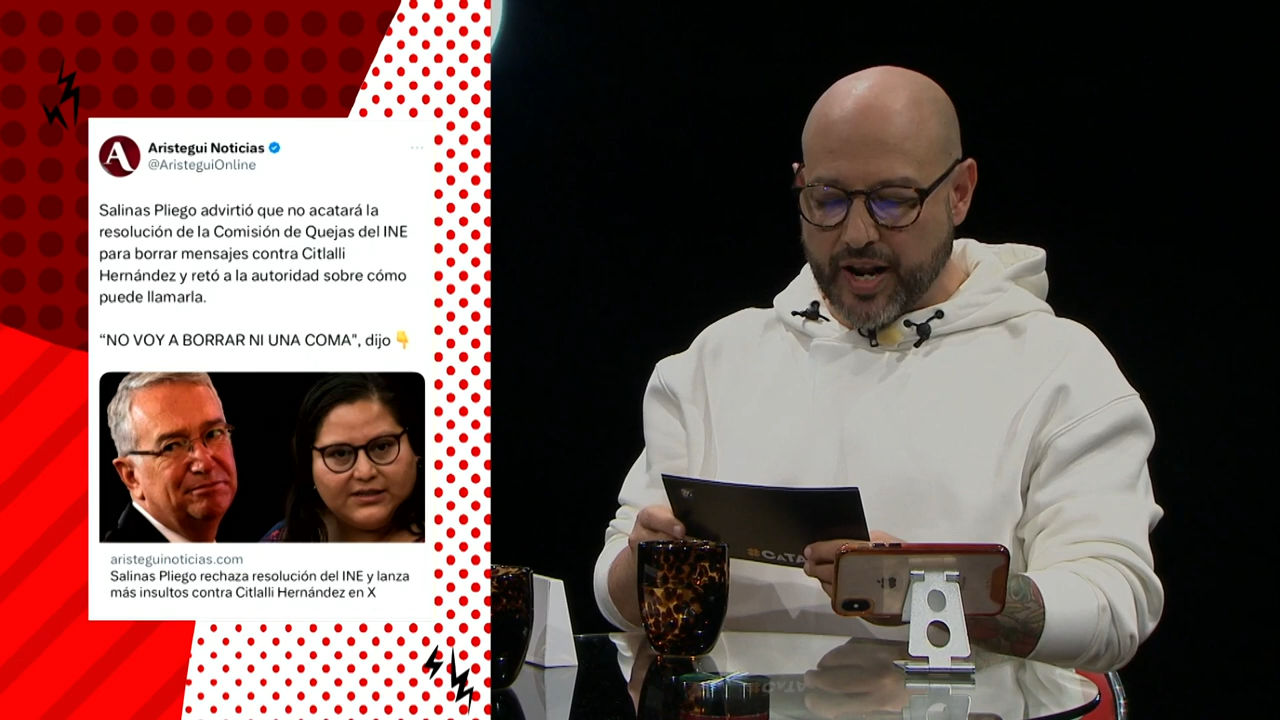 Aristegui Noticias
@AristeguiOnline
Salinas Pliego advirtió que no acatará la
resolución de la Comisión de Quejas del INE
para borrar mensajes contra Citlalli
Hernández y retó a la autoridad sobre cómo
puede llamarla.
“NO VOY A BORRAR NI UNA COMA", dijo 👇
aristeguinoticias.com
Salinas Pliego rechaza resolución del INE y lanza
más insultos contra Citlalli Hernández en X